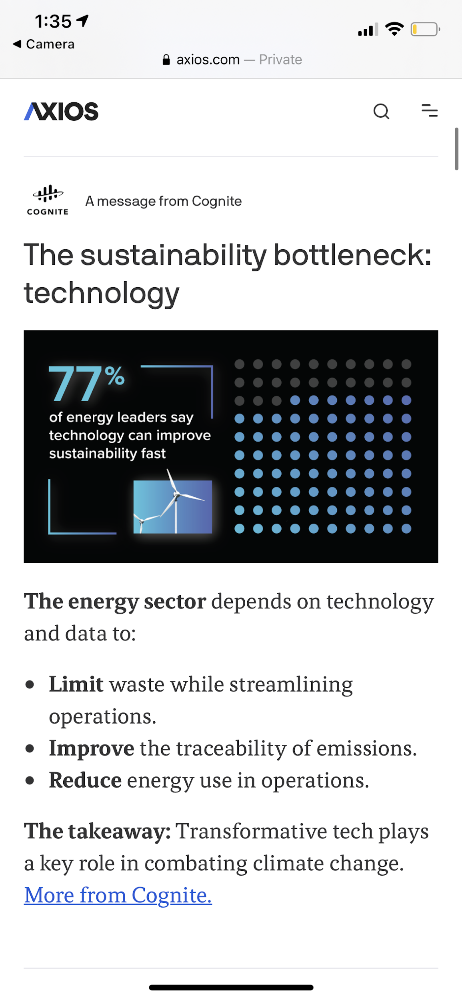 1:35
Camera
axios.com — Private
AXIOS
COGNITE
A message from Cognite
The sustainability bottleneck:
technology
77%
of energy leaders say
technology can improve
sustainability fast
The energy sector depends on technology
and data to:
● Limit waste while streamlining
operations.
● Improve the traceability of emissions.
● Reduce energy use in operations.
The takeaway: Transformative tech plays
a key role in combating climate change.
More from Cognite.